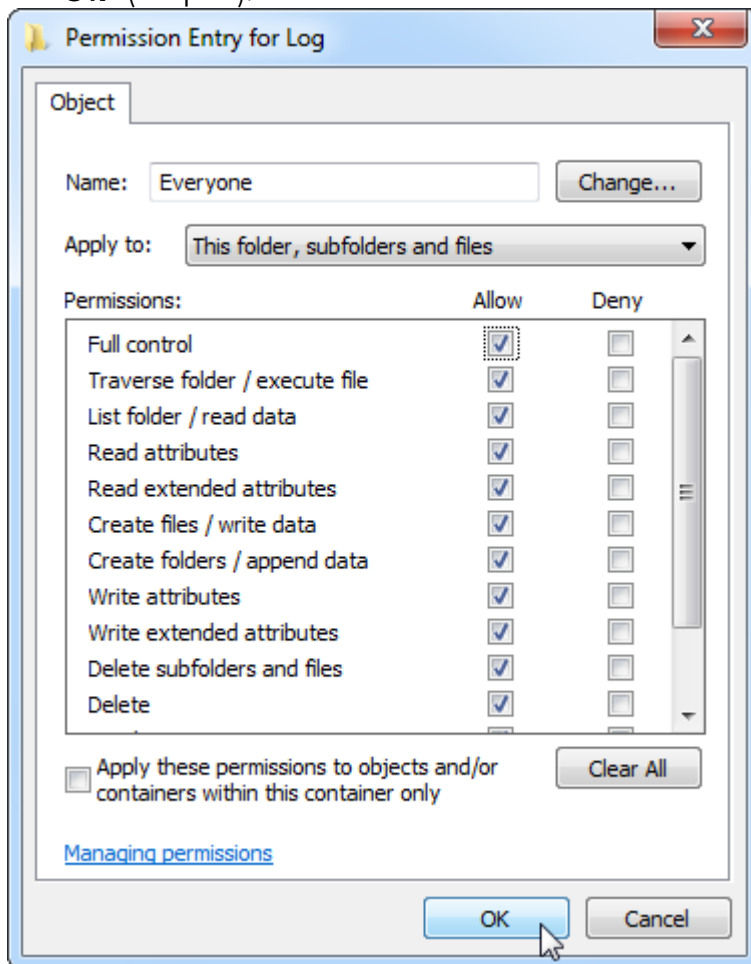 Permission Entry for Log
Object
Name: Everyone Change...
Apply to: This folder, subfolders and files
Permissions: Allow Deny
Full control
Traverse folder / execute file
List folder / read data
Read attributes
Read extended attributes
Create files / write data
Create folders / append data
Write attributes
Write extended attributes
Delete subfolders and files
Delete
Apply these permissions to objects and/or Clear All
containers within this container only
Managing permissions
OK Cancel